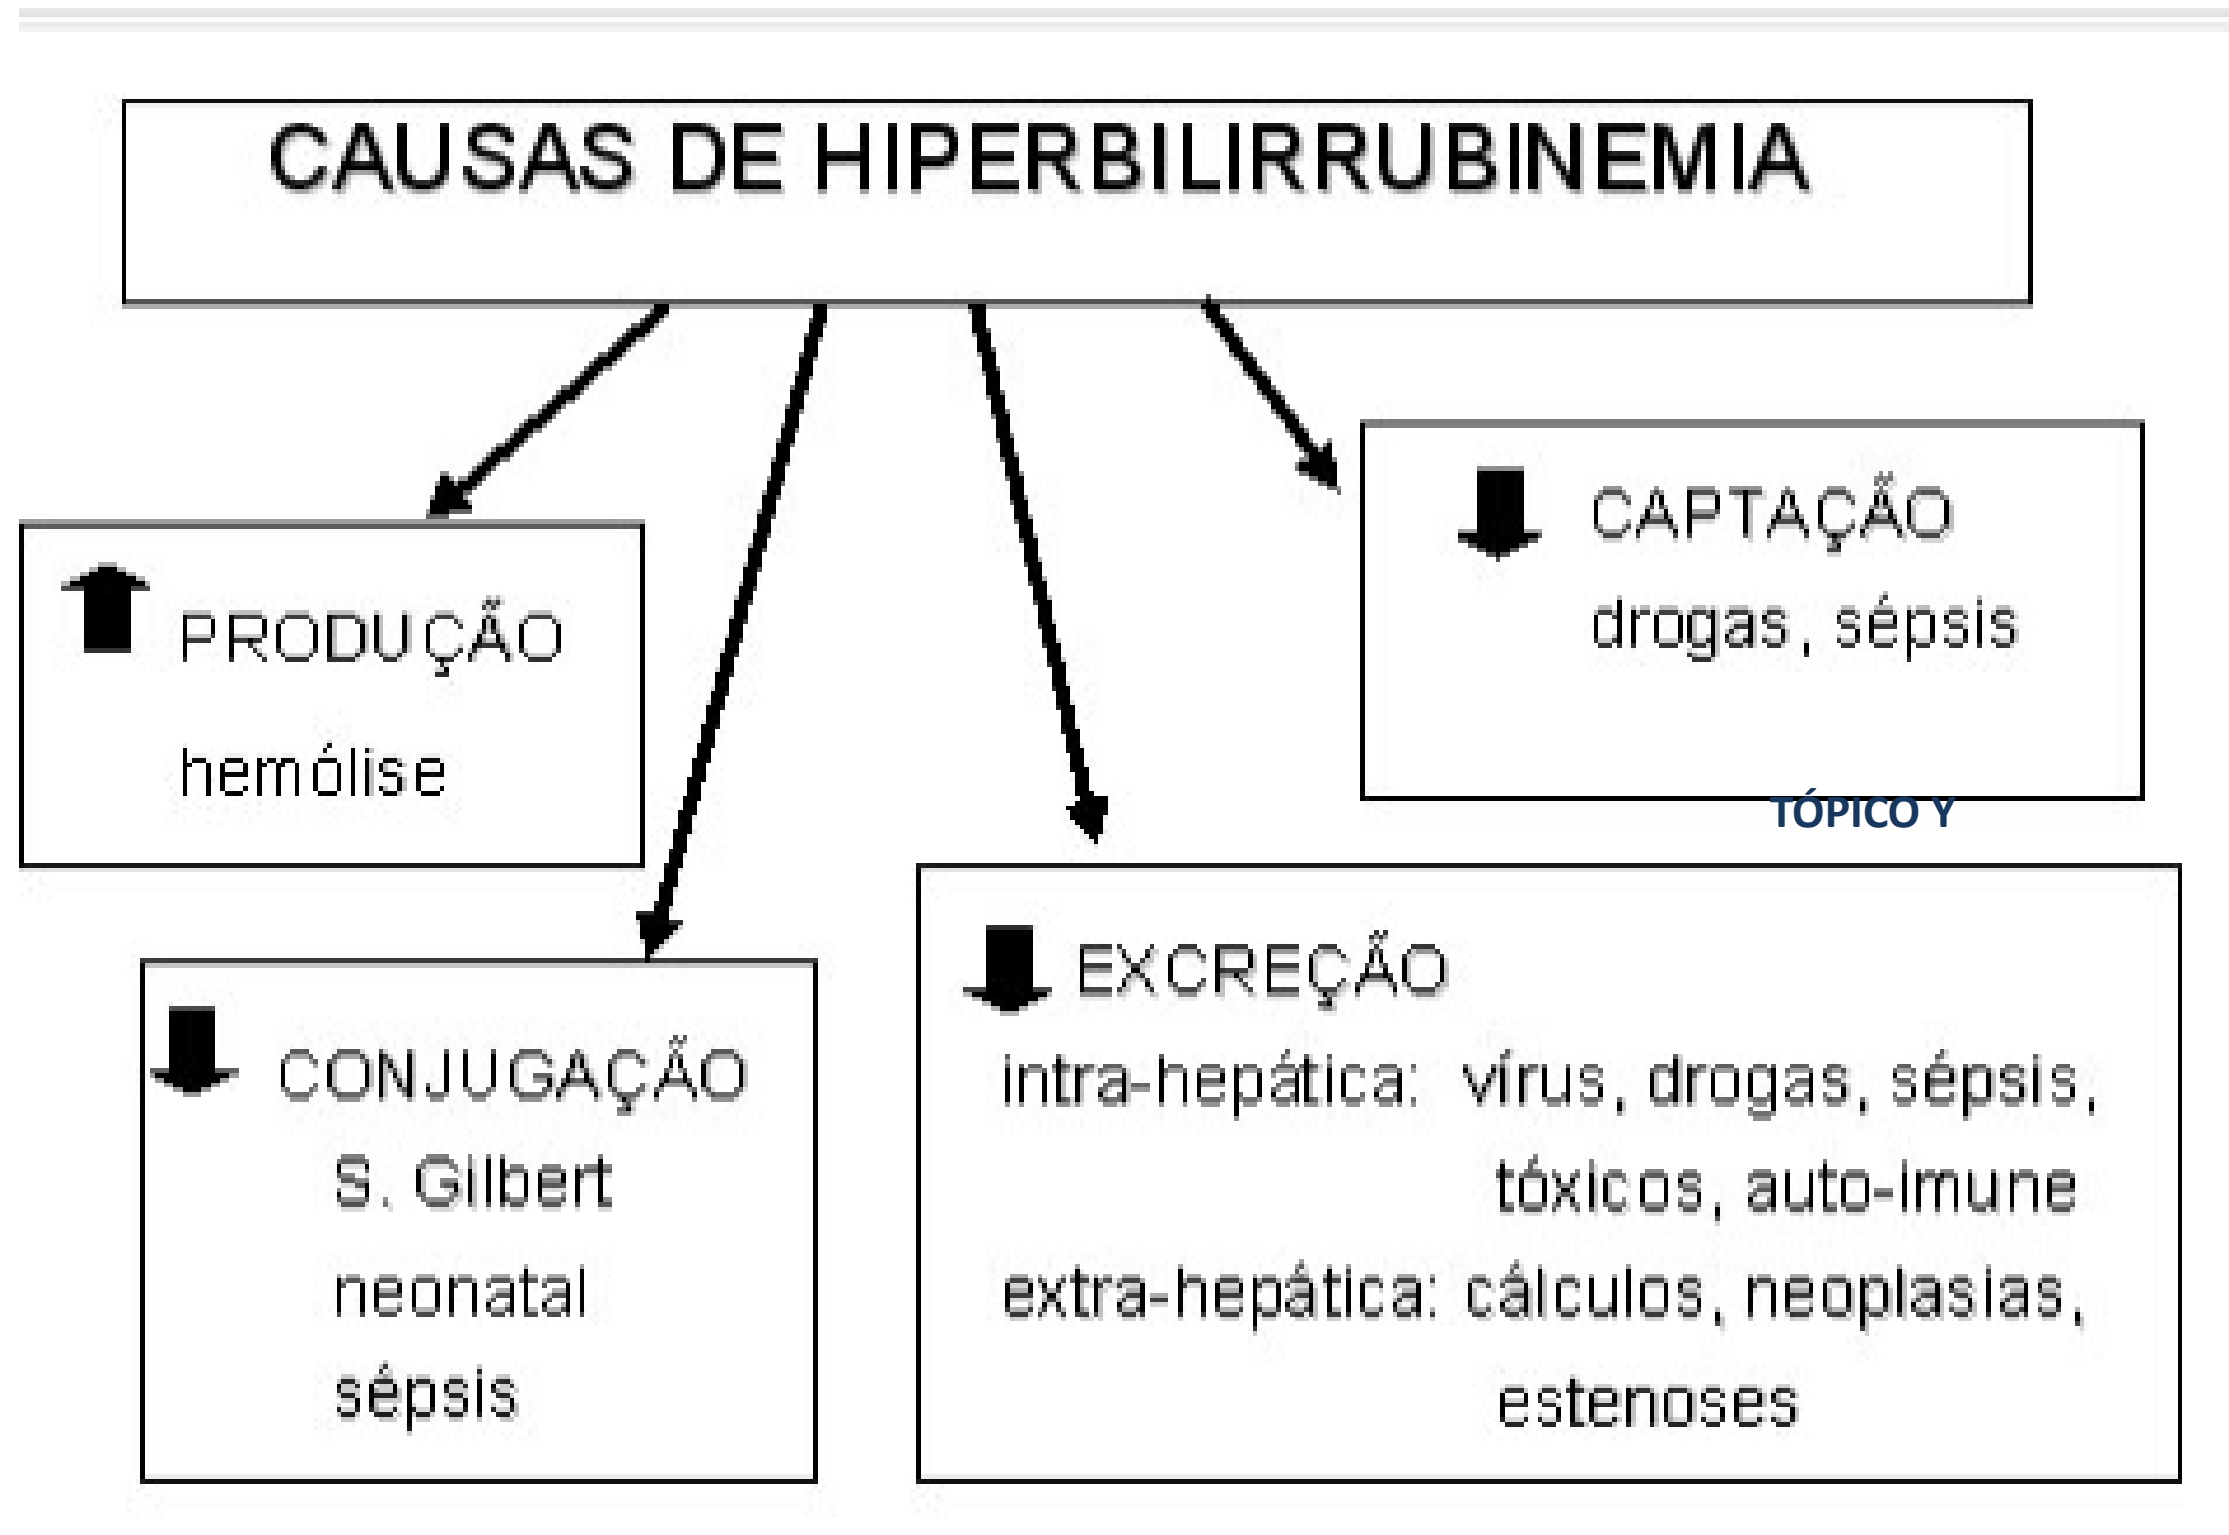 CAUSAS DE HIPERBILIRRUBINEMIA
PRODUÇÃO
hemólise
CAPTAÇÃO
drogas, sépsis
TÓPICO Y
CONJUGAÇÃO
S. Gilbert
neonatal
sépsis
EXCREÇÃO
intra-hepática: vírus, drogas, sépsis,
tóxicos, auto-imune
extra-hepática: cálculos, neoplasias,
estenoses